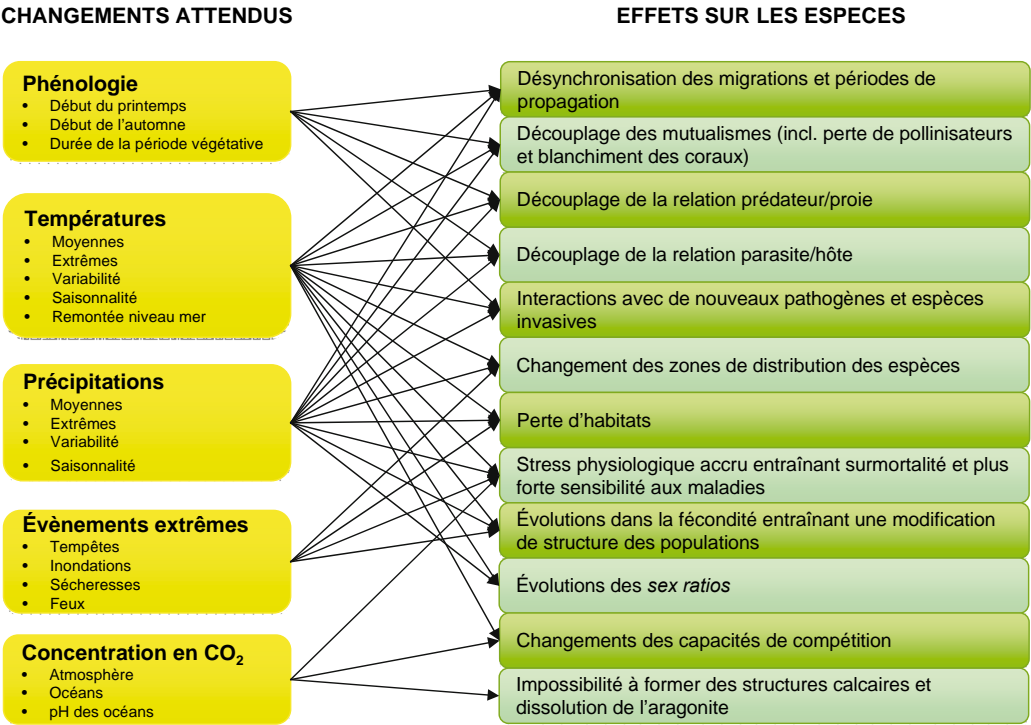 CHANGEMENTS ATTENDUS
Phénologie
• Début du printemps
• Début de l'automne
• Durée de la période végétative
Températures
• Moyennes
• Extrêmes
• Variabilité
• Saisonnalité
• Remontée niveau mer
Précipitations
• Moyennes
• Extrêmes
• Variabilité
• Saisonnalité
Évènements extrêmes
• Tempêtes
• Inondations
• Sécheresses
• Feux
Concentration en CO₂
• Atmosphère
• Océans
• pH des océans
EFFETS SUR LES ESPECES
Désynchronisation des migrations et périodes de
propagation
Découplage des mutualismes (incl. perte de pollinisateurs
et blanchiment des coraux)
Découplage de la relation prédateur/proie
Découplage de la relation parasite/hôte
Interactions avec de nouveaux pathogènes et espèces
invasives
Changement des zones de distribution des espèces
Perte d'habitats
Stress physiologique accru entraînant surmortalité et plus
forte sensibilité aux maladies
Évolutions dans la fécondité entraînant une modification
de structure des populations
Évolutions des sex ratios
Changements des capacités de compétition
Impossibilité à former des structures calcaires et
dissolution de l'aragonite